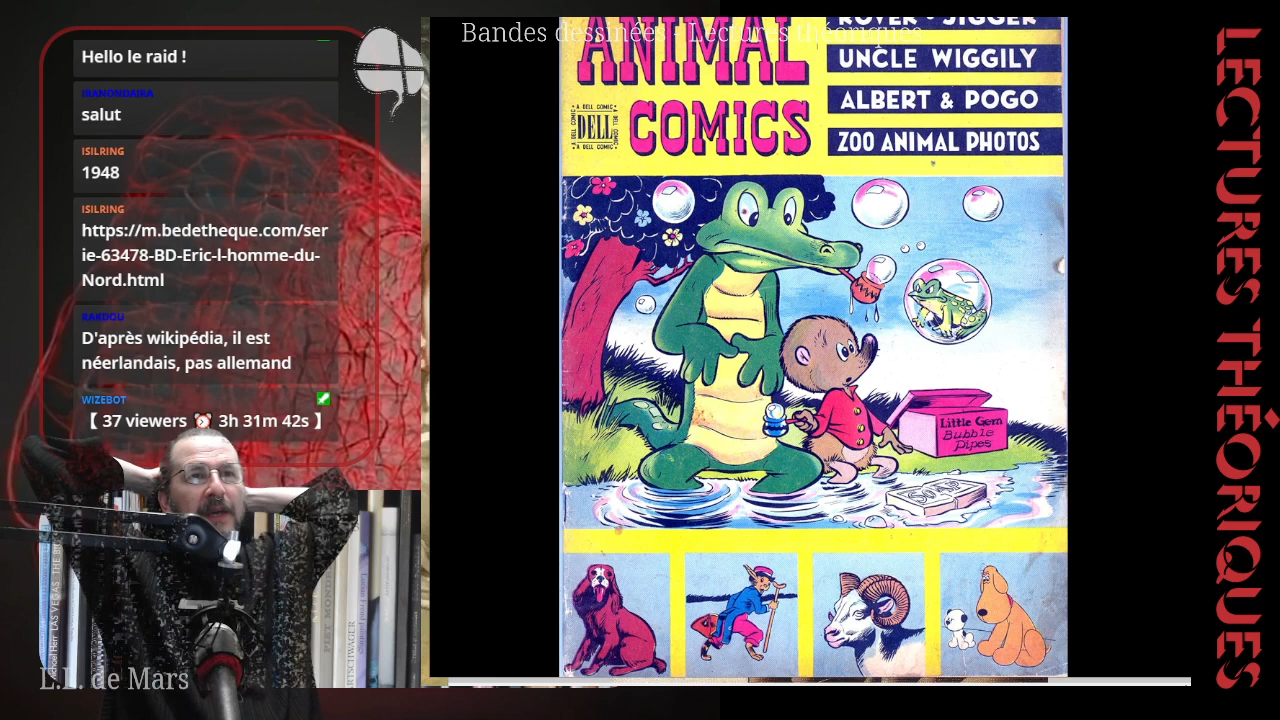 Hello le raid !
salut
ISILRING
1948
ISILRING
https://m.bedetheque.com/ser
ie-63478-BD-Eric-l-homme-du-
Nord.html
D'après wikipédia, il est
néerlandais, pas allemand
WIZEBOT
【 37 viewers ⏰ 3h 31m 42s 】
L.L. de Mars
Bandes dessinées - Lectures théoriques
ANIMAL
COMICS
A DELL COMIC
DELL
A DELL COMIC
ROVER • JIGGER
UNCLE WIGGILY
ALBERT & POGO
ZOO ANIMAL PHOTOS
Little Gem
Bubble
Pipes
SOAP
LECTURES THÉORIQUES